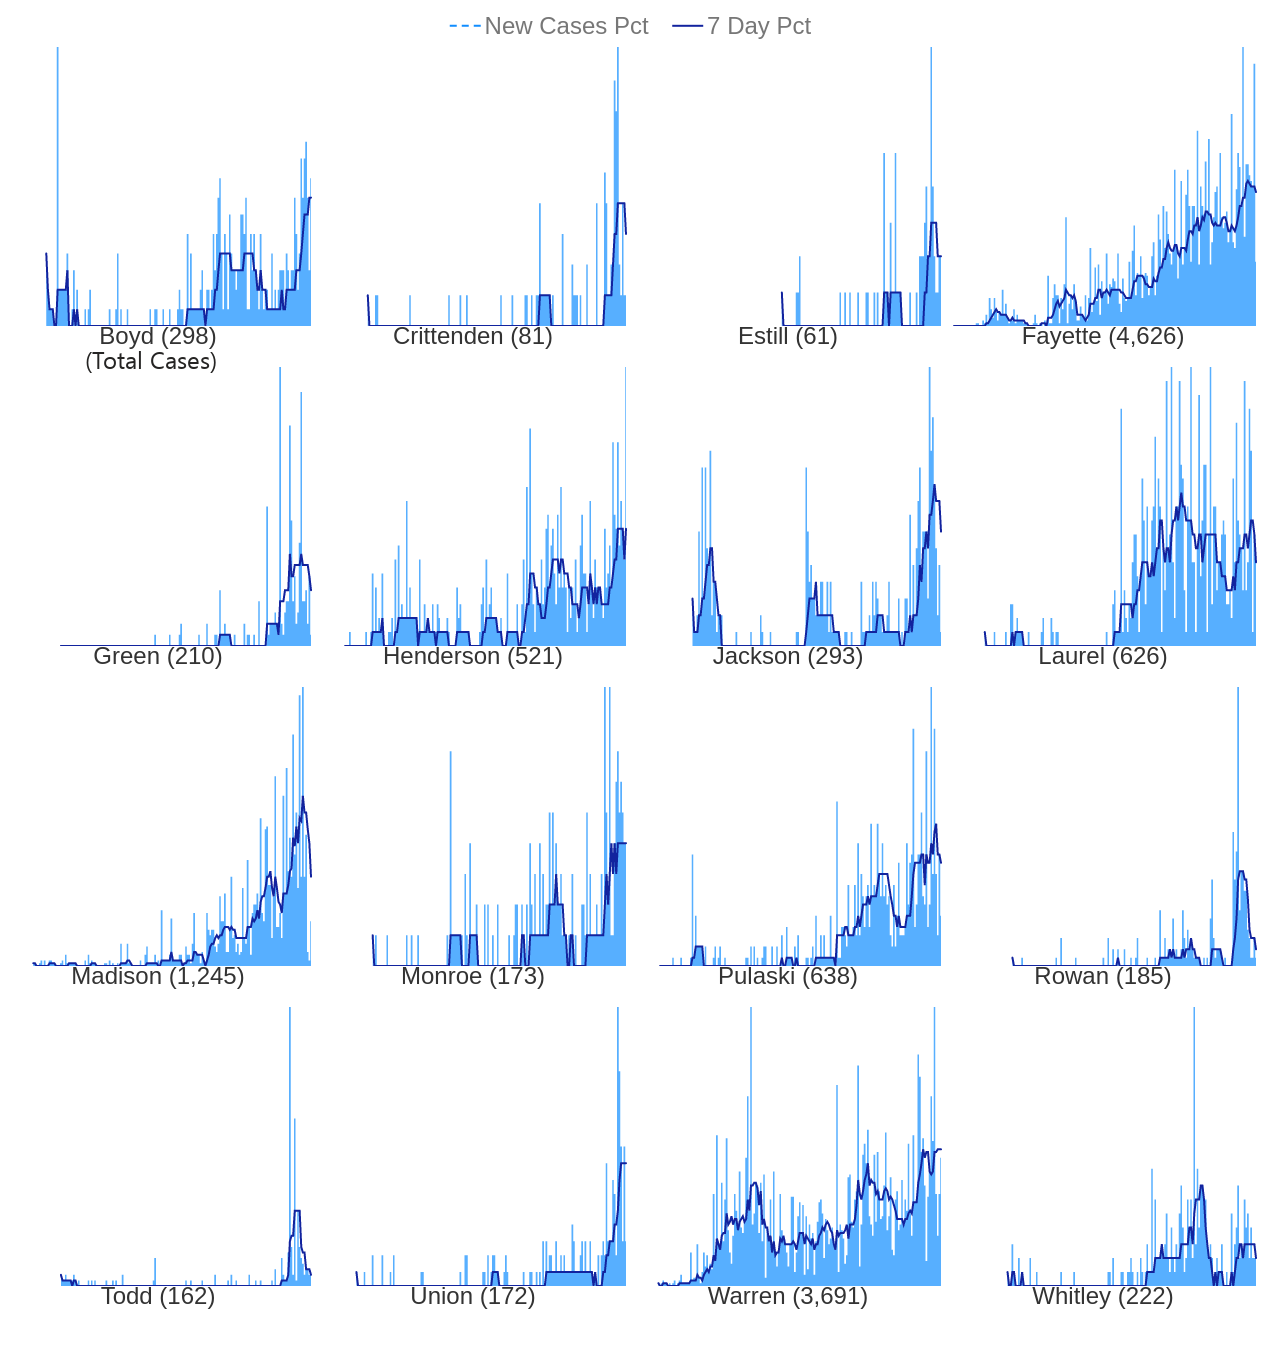 New Cases Pct 7 Day Pct
Boyd (298) Crittenden (81) Estill (61) Fayette (4,626)
(Total Cases)
Green (210) Henderson (521) Jackson (293) Laurel (626)
Madison (1,245) Monroe (173) Pulaski (638) Rowan (185)
Todd (162) Union (172) Warren (3,691) Whitley (222)